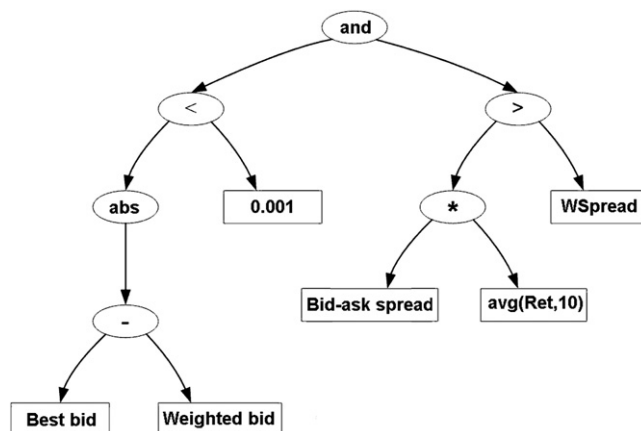 and
<
>
abs
0.001
*
WSpread
Bid-ask spread
avg(Ret,10)
-
Best bid
Weighted bid